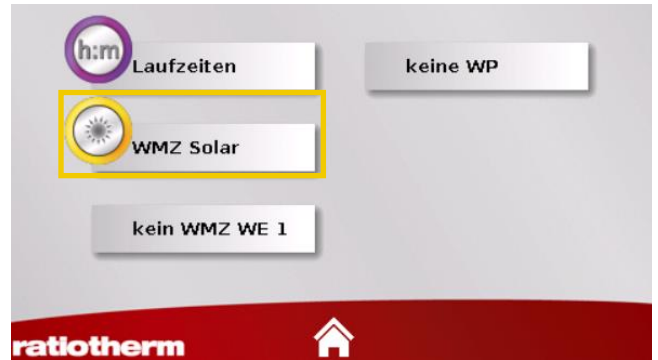 h:m
Laufzeiten
keine WP
WMZ Solar
kein WMZ WE 1
ratiotherm